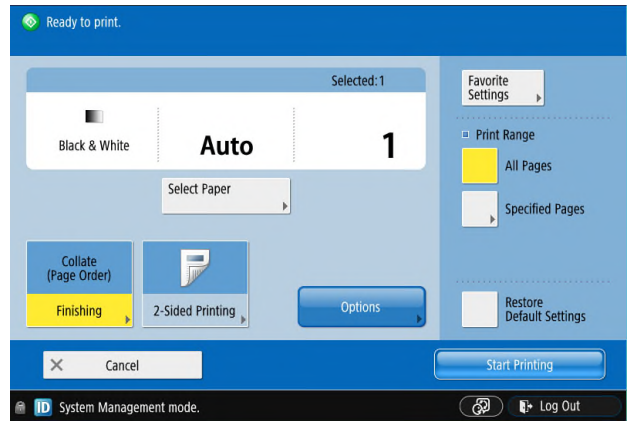 Ready to print.
Selected:1
Black & White
Auto
1
Select Paper
Collate
(Page Order)
Finishing
2-Sided Printing
Options
Favorite
Settings
Print Range
All Pages
Specified Pages
Restore
Default Settings
Cancel
Start Printing
ID System Management mode.
Log Out